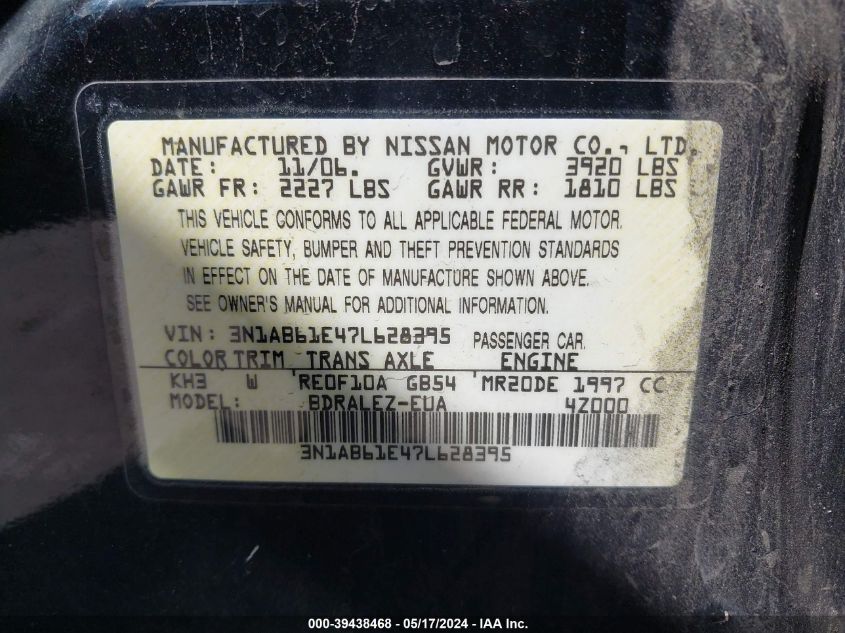 MANUFACTURED BY NISSAN MOTOR CO., LTD.
DATE: 11/06. GVWR: 3920 LBS
GAWR FR: 2227 LBS GAWR RR: 1810 LBS
THIS VEHICLE CONFORMS TO ALL APPLICABLE FEDERAL MOTOR
VEHICLE SAFETY, BUMPER AND THEFT PREVENTION STANDARDS
IN EFFECT ON THE DATE OF MANUFACTURE SHOWN ABOVE.
SEE OWNER'S MANUAL FOR ADDITIONAL INFORMATION.
VIN: 3N1AB61E47L628395 PASSENGER CAR
COLOR TRIM TRANS AXLE ENGINE
KH3 W RE0F10A GB54 MR20DE 1997 CC
MODEL: BDRALEZ-EUA 4Z000
3N1AB61E47L628395
000-39438468 - 05/17/2024 - IAA Inc.